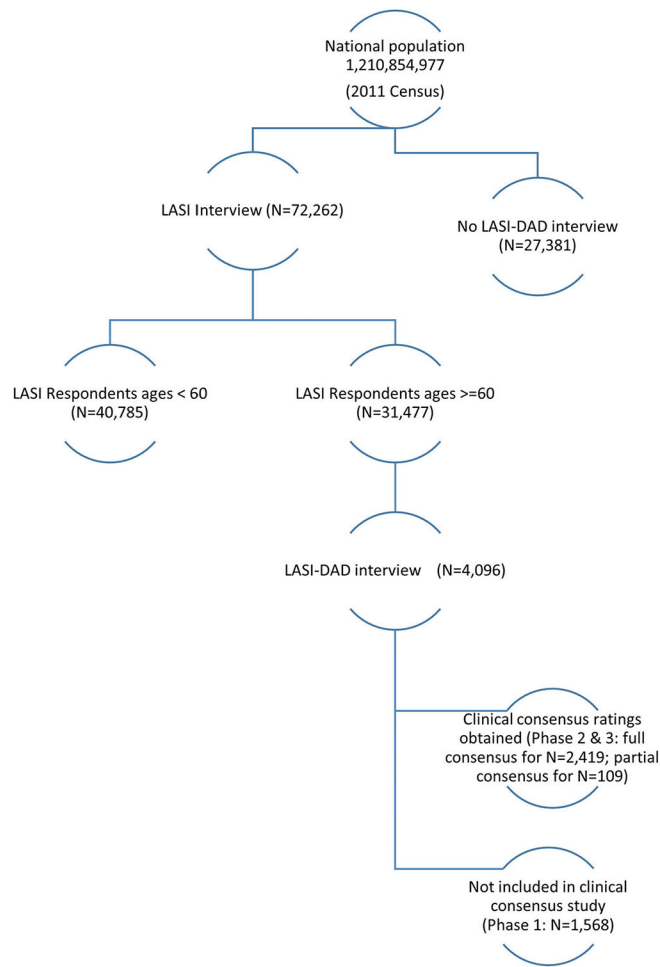 National population
1,210,854,977
(2011 Census)
LASI Interview (N=72,262)
No LASI-DAD interview
(N=27,381)
LASI Respondents ages < 60
(N=40,785)
LASI Respondents ages >=60
(N=31,477)
LASI-DAD interview (N=4,096)
Clinical consensus ratings
obtained (Phase 2 & 3: full
consensus for N=2,419; partial
consensus for N=109)
Not included in clinical
consensus study
(Phase 1: N=1,568)